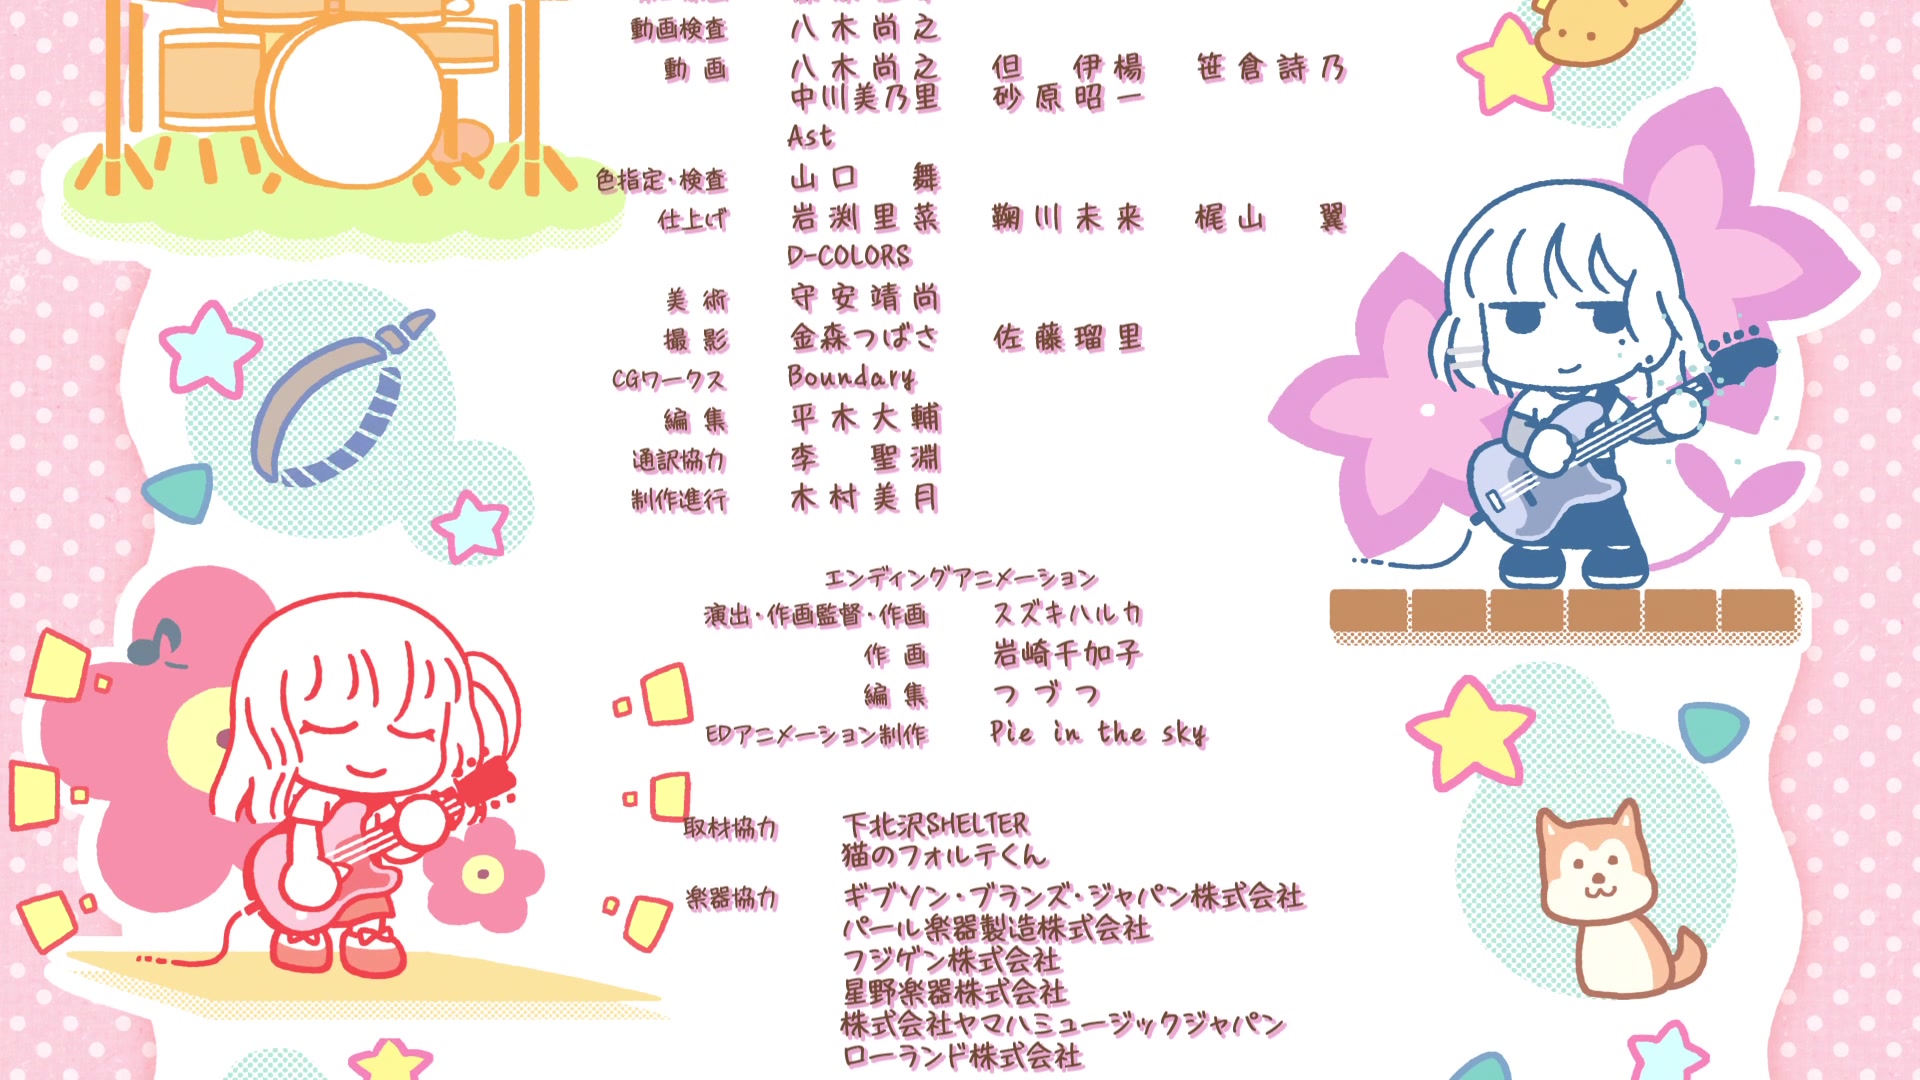 動画検査 八木尚之
動画 八木尚之 但 伊楊 笹倉詩乃
中川美乃里 砂原昭一
Ast
色指定・検査 山口 舞
仕上げ 岩渕里菜 鞠川未来 梶山 翼
D-COLORS
美術 守安靖尚
撮影 金森つばさ 佐藤瑠里
CGワークス Boundary
編集 平木大輔
通訳協力 李 聖淵
制作進行 木村美月
エンディングアニメーション
演出・作画監督・作画 スズキハルカ
作画 岩崎千加子
編集 つづつ
EDアニメーション制作 Pie in the sky
取材協力 下北沢SHELTER
猫のフォルテくん
楽器協力 ギブソン・ブランズ・ジャパン株式会社
パール楽器製造株式会社
フジゲン株式会社
星野楽器株式会社
株式会社ヤマハミュージックジャパン
ローランド株式会社